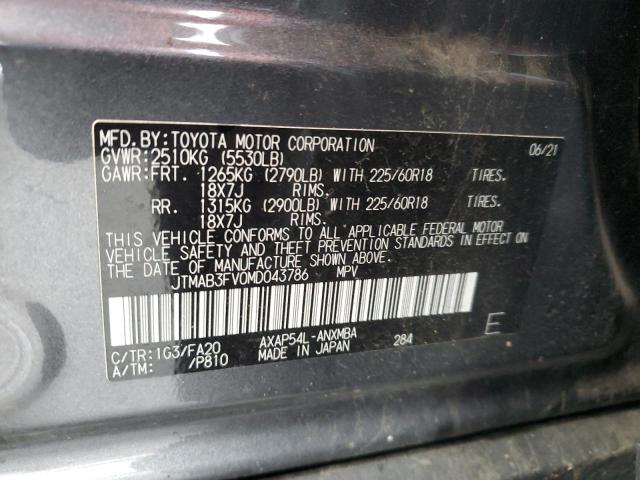 MFD.BY:TOYOTA MOTOR CORPORATION 06/21
GVWR:2510KG (5530LB)
GAWR:FRT. 1265KG (2790LB) WITH 225/60R18 TIRES.
18X7J RIMS.
RR. 1315KG (2900LB) WITH 225/60R18 TIRES.
18X7J RIMS.
THIS VEHICLE CONFORMS TO ALL APPLICABLE FEDERAL MOTOR
VEHICLE SAFETY AND THEFT PREVENTION STANDARDS IN EFFECT ON
THE DATE OF MANUFACTURE SHOWN ABOVE.
JTMAB3FV0MD043786 MPV
C/TR:1G3/FA20 AXAP54L-ANXMBA 284 E
A/TM: /P810 MADE IN JAPAN